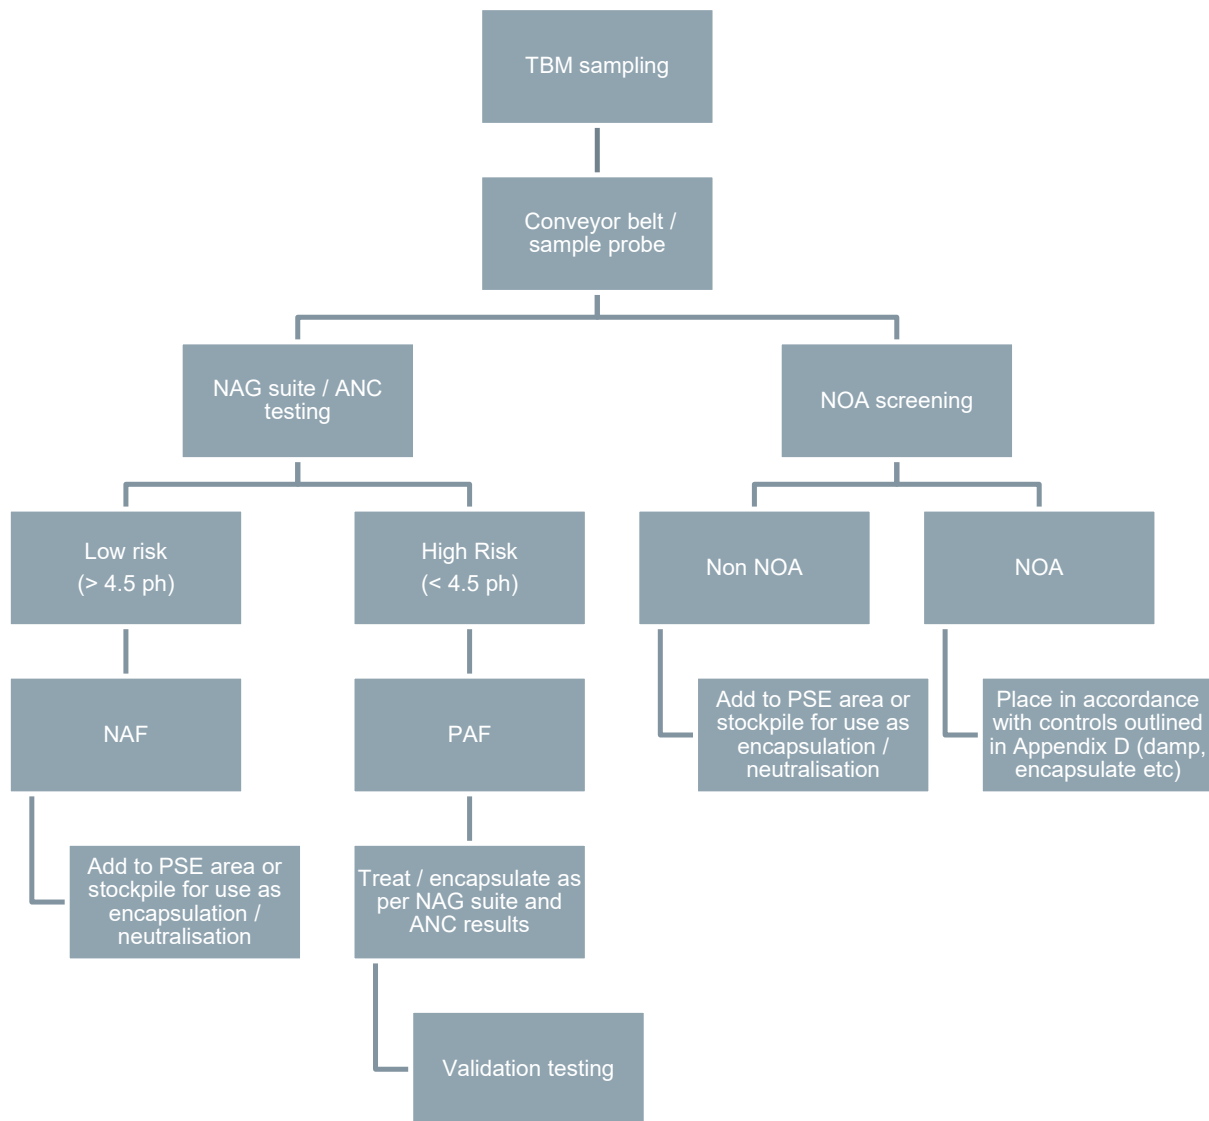 TBM sampling
Conveyor belt /
sample probe
NAG suite / ANC
testing
NOA screening
Low risk
(> 4.5 ph)
High Risk
(< 4.5 ph)
Non NOA
NOA
NAF
PAF
Add to PSE area or
stockpile for use as
encapsulation /
neutralisation
Place in accordance
with controls outlined
in Appendix D (damp,
encapsulate etc)
Add to PSE area or
stockpile for use as
encapsulation /
neutralisation
Treat / encapsulate as
per NAG suite and
ANC results
Validation testing